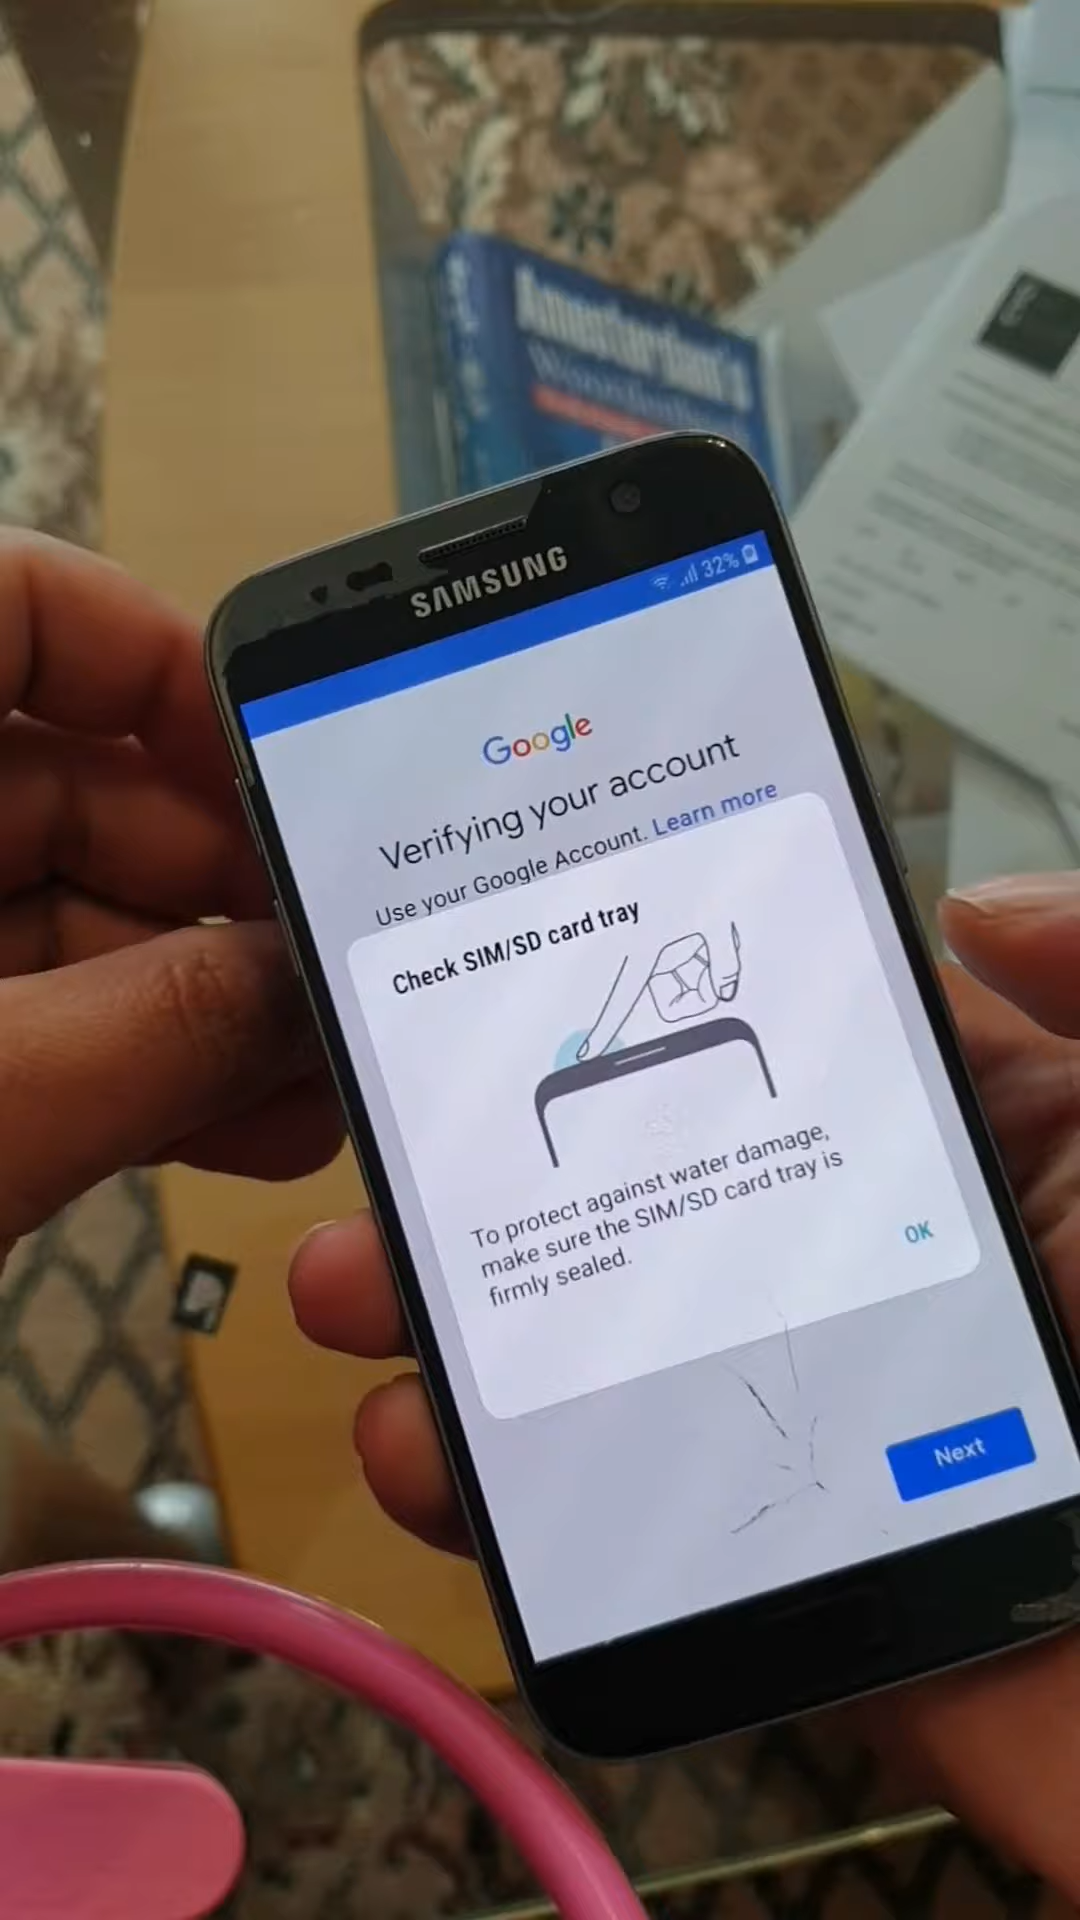 Amsterdam's
SAMSUNG
32%
Google
Verifying your account
Use your Google Account. Learn more
Check SIM/SD card tray
To protect against water damage,
make sure the SIM/SD card tray is
firmly sealed.
OK
Next